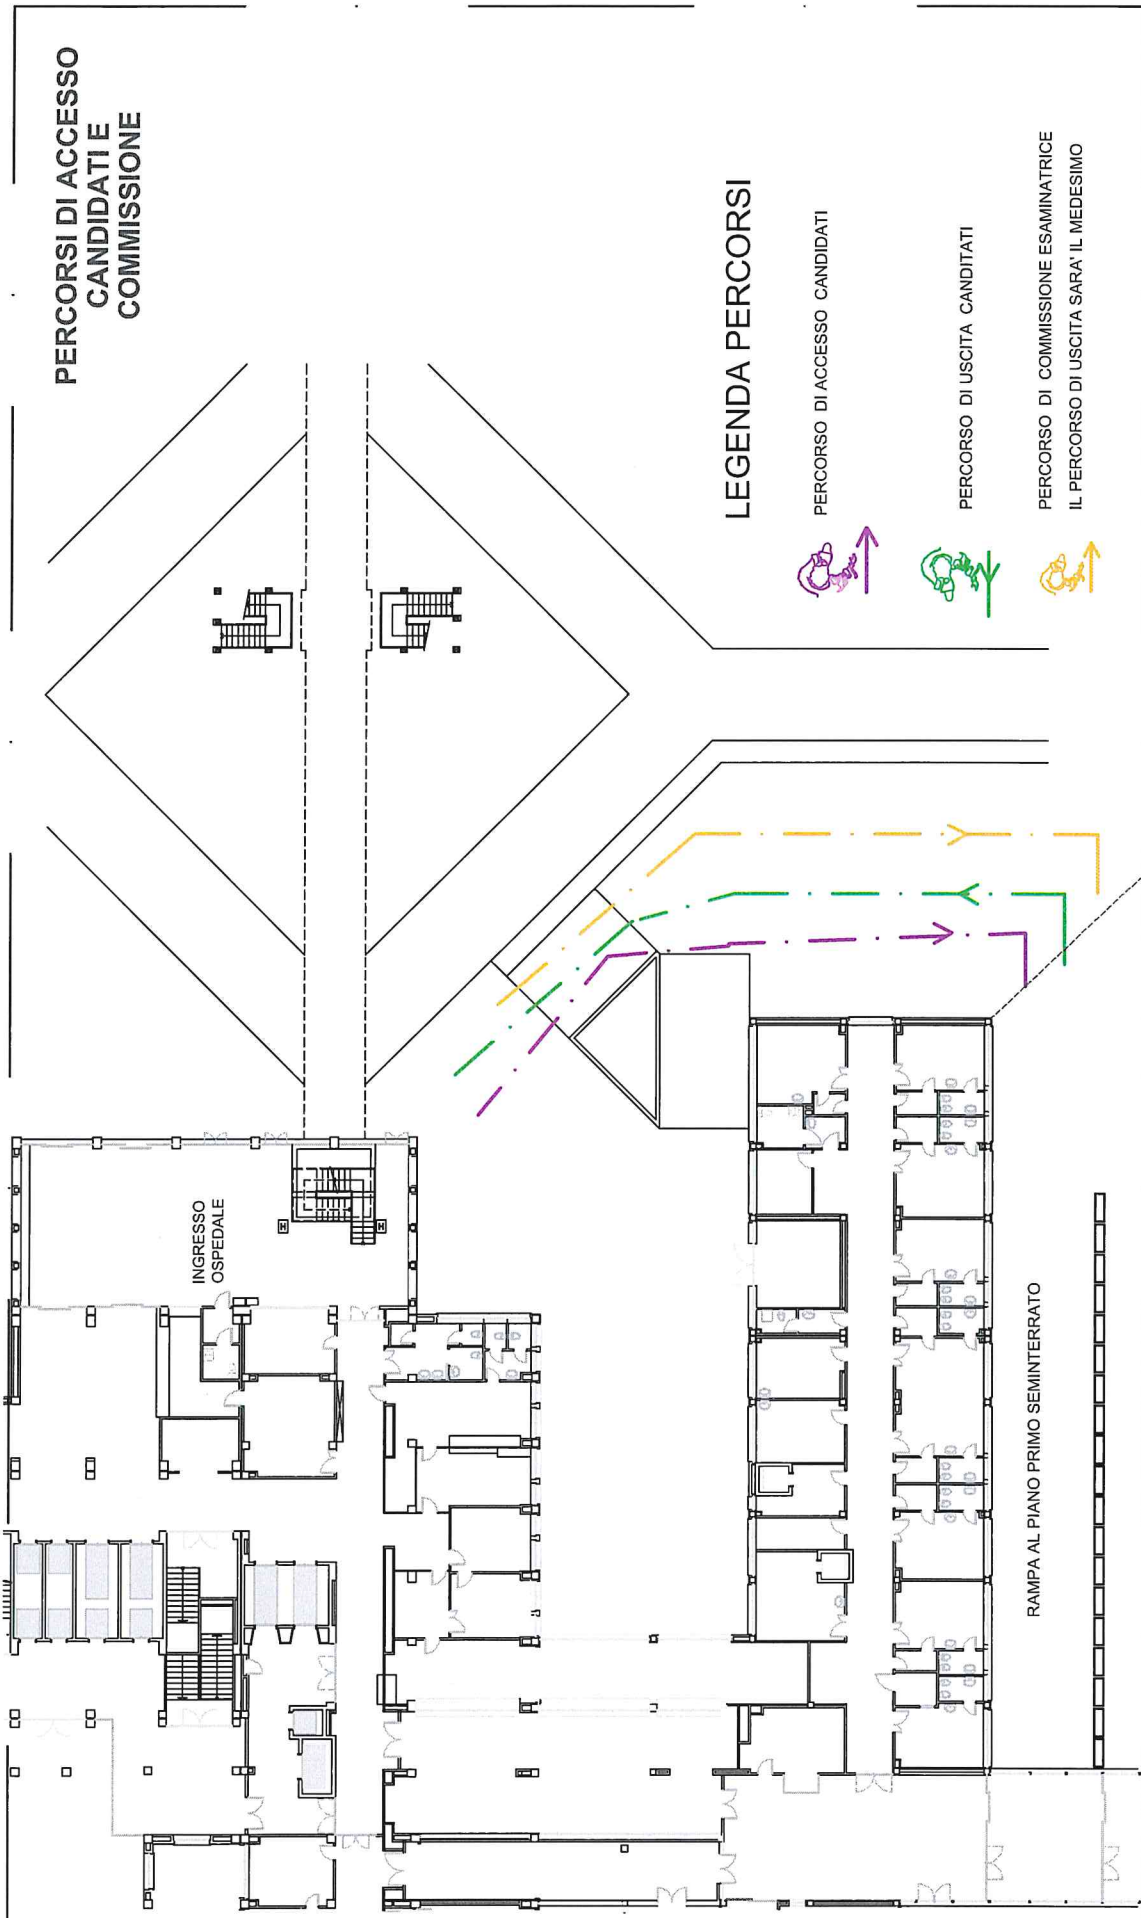 PERCORSI DI ACCESSO
CANDIDATI E
COMMISSIONE
INGRESSO
OSPEDALE
LEGENDA PERCORSI
PERCORSO DI ACCESSO CANDIDATI
PERCORSO DI USCITA CANDITATI
PERCORSO DI COMMISSIONE ESAMINATRICE
IL PERCORSO DI USCITA SARA' IL MEDESIMO
RAMPA AL PIANO PRIMO SEMINTERRATO